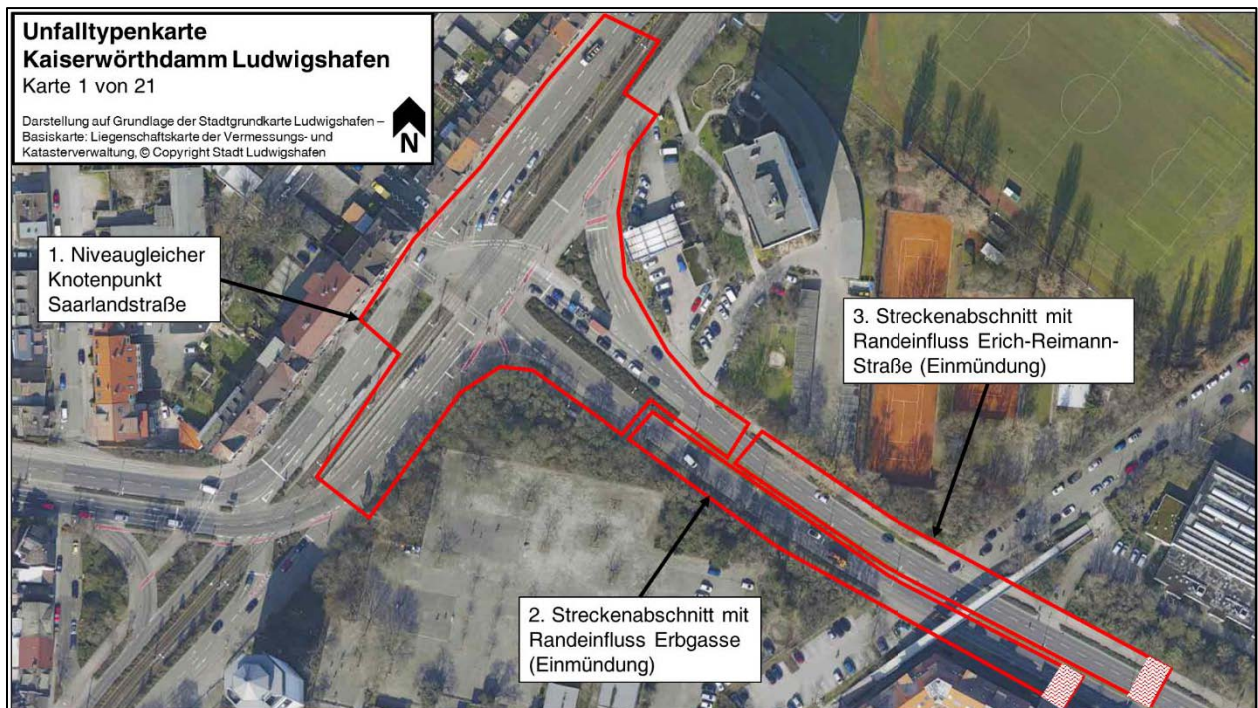 Unfalltypenkarte
Kaiserwörthdamm Ludwigshafen
Karte 1 von 21
Darstellung auf Grundlage der Stadtgrundkarte Ludwigshafen –
Basiskarte: Liegenschaftskarte der Vermessungs- und
Katasterverwaltung, © Copyright Stadt Ludwigshafen
N
1. Niveaugleicher
Knotenpunkt
Saarlandstraße
3. Streckenabschnitt mit
Randeinfluss Erich-Reimann-
Straße (Einmündung)
2. Streckenabschnitt mit
Randeinfluss Erbgasse
(Einmündung)